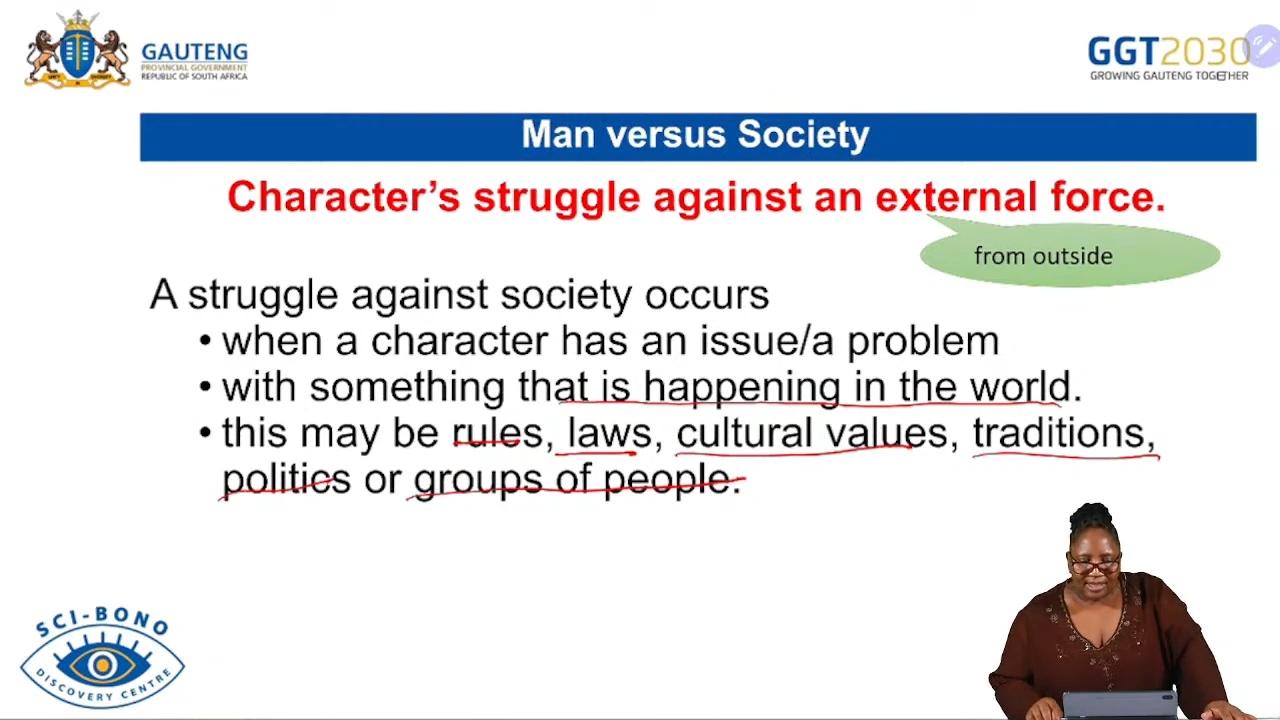 GAUTENG
PROVINCIAL GOVERNMENT
REPUBLIC OF SOUTH AFRICA
GGT2030
GROWING GAUTENG TOGETHER
Man versus Society
Character’s struggle against an external force.
from outside
A struggle against society occurs
• when a character has an issue/a problem
• with something that is happening in the world.
• this may be rules, laws, cultural values, traditions,
politics or groups of people.
SCI-BONO
DISCOVERY CENTRE